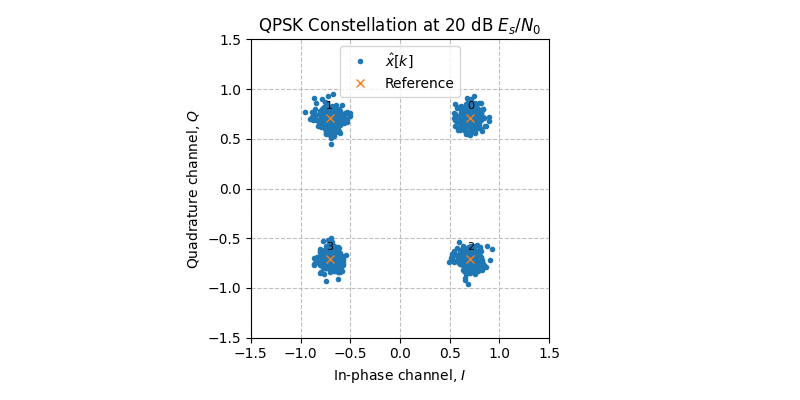 QPSK Constellation at 20 dB $E_s/N_0$
1.5
1.0
0.5
0.0
−0.5
−1.0
−1.5
Quadrature channel, Q
x̂[k]
Reference
1
0
3
2
−1.5 −1.0 −0.5 0.0 0.5 1.0 1.5
In-phase channel, I